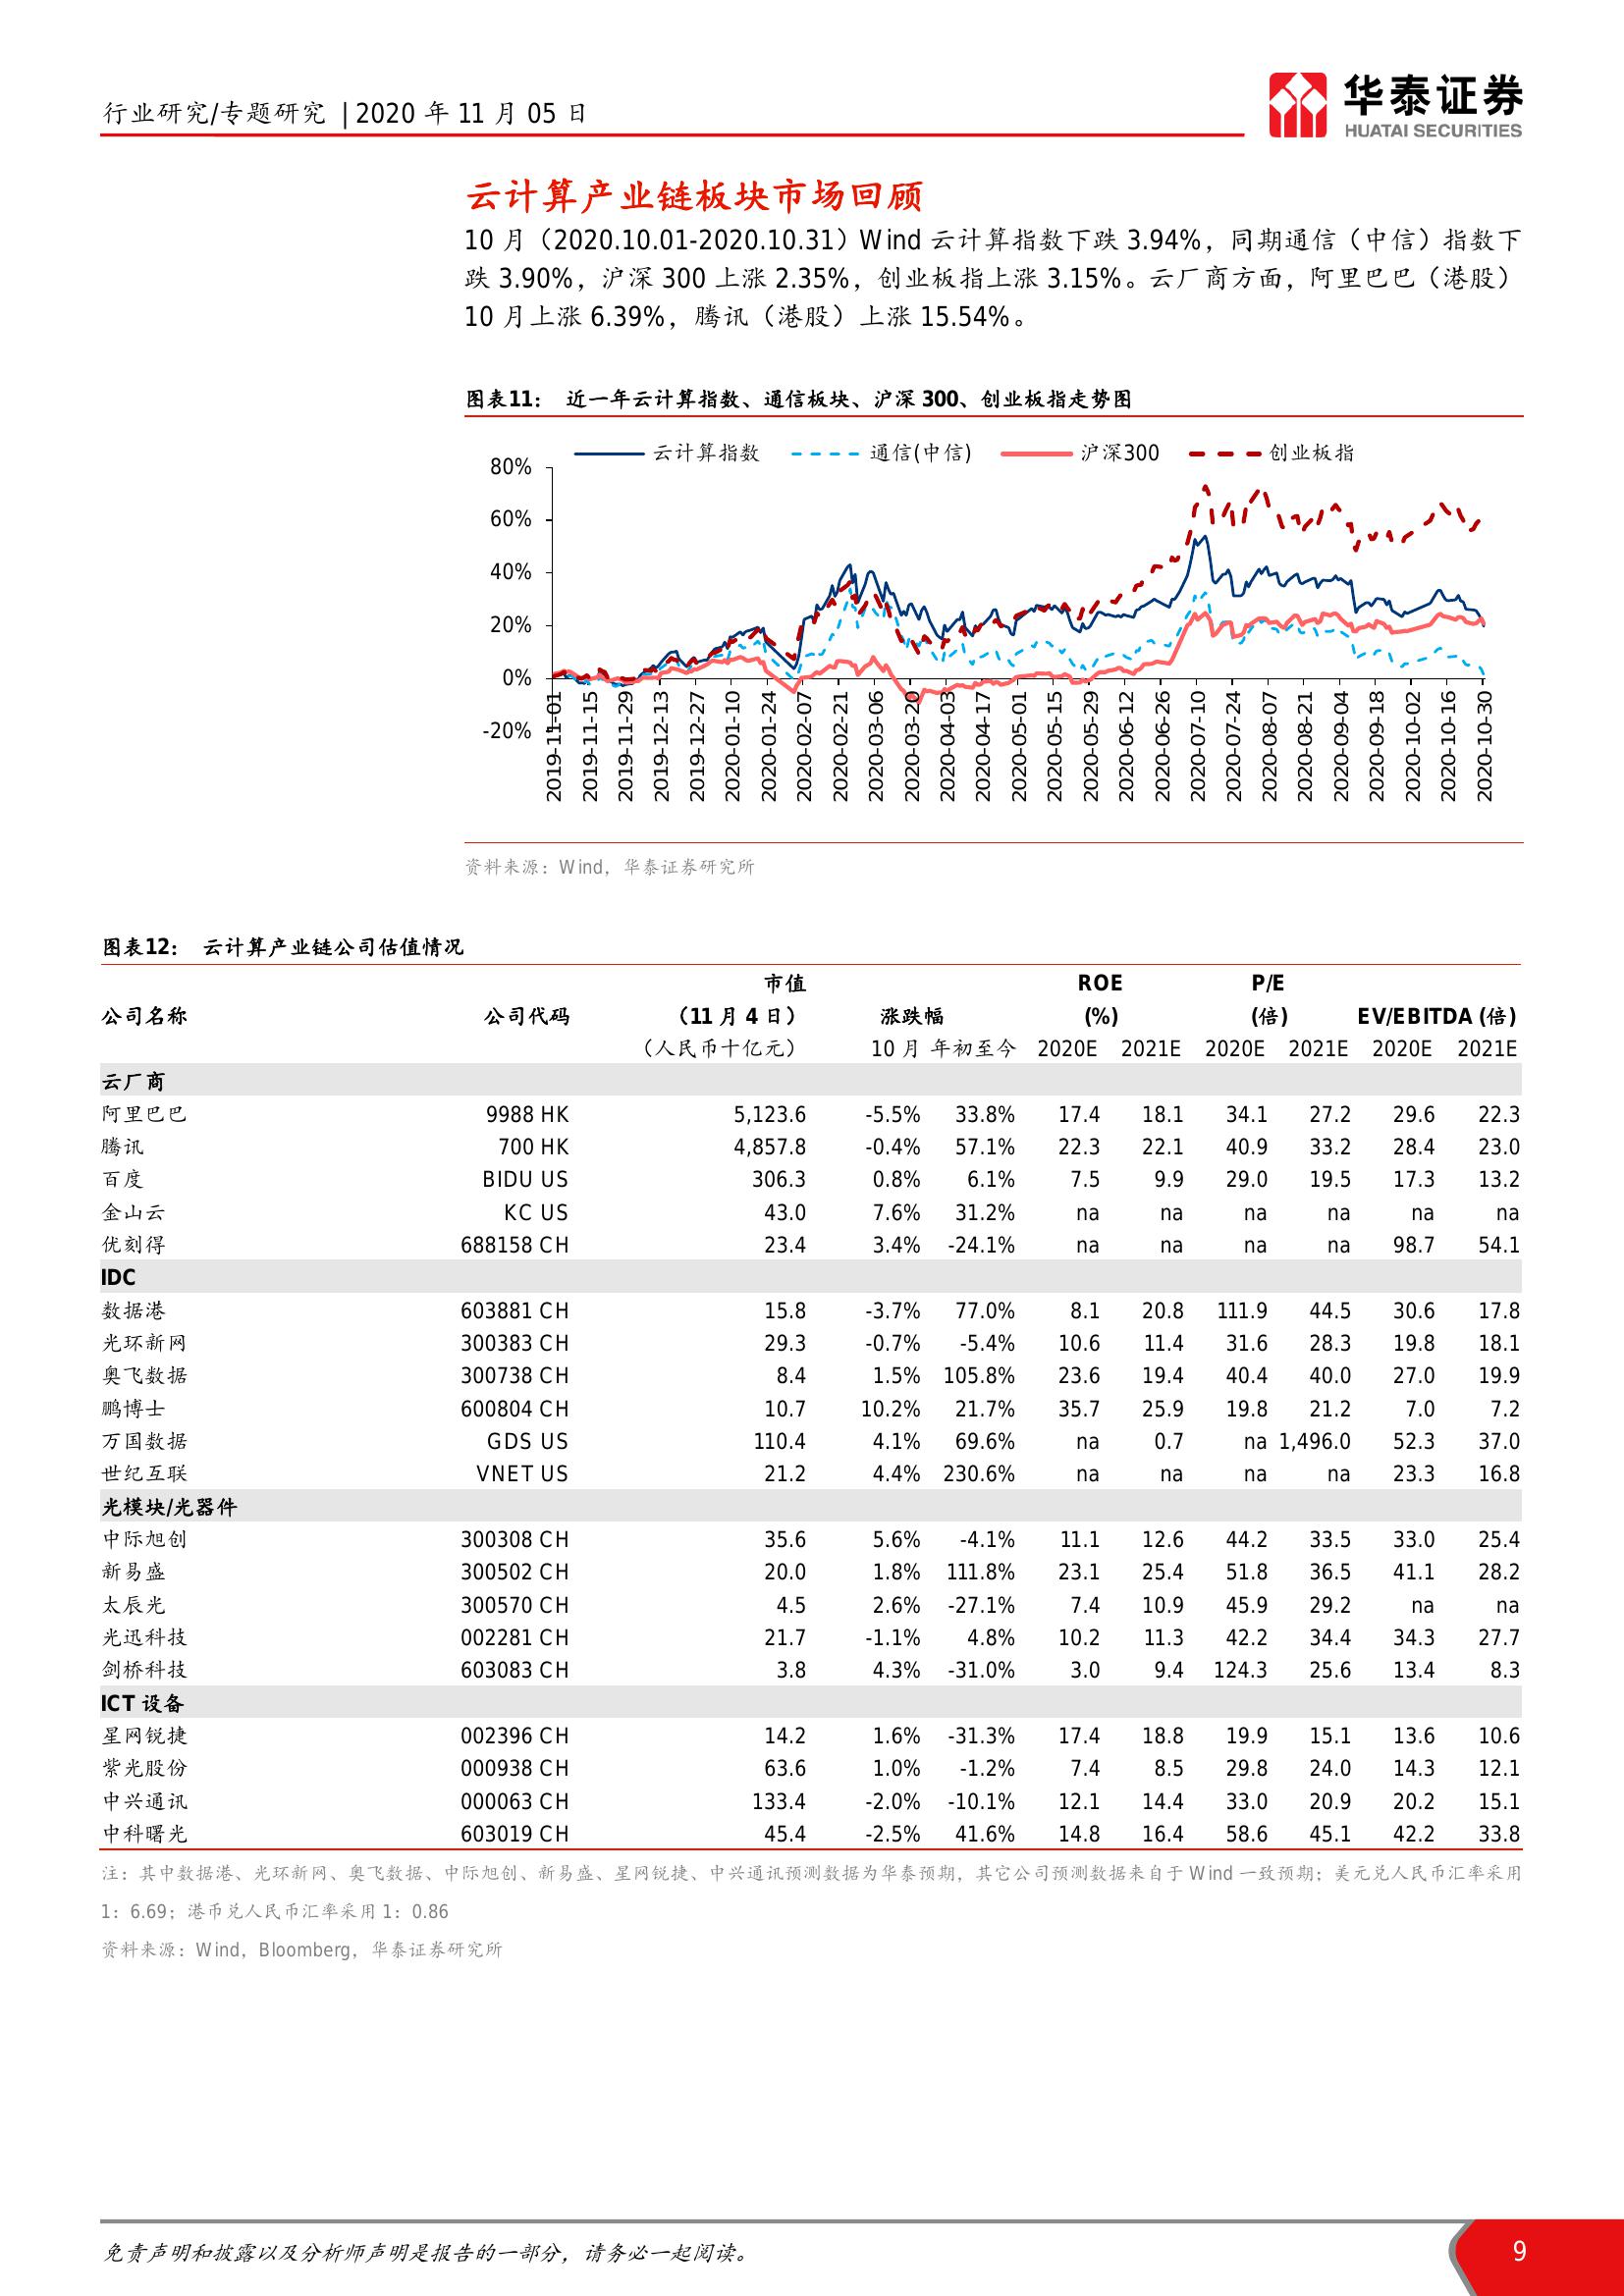 行业研究/专题研究 | 2020 年 11 月 05 日
华泰证券
HUATAI SECURITIES
云计算产业链板块市场回顾
10 月（2020.10.01-2020.10.31）Wind 云计算指数下跌 3.94%，同期通信（中信）指数下
跌 3.90%，沪深 300 上涨 2.35%，创业板指上涨 3.15%。云厂商方面，阿里巴巴（港股）
10 月上涨 6.39%，腾讯（港股）上涨 15.54%。
图表11： 近一年云计算指数、通信板块、沪深 300、创业板指走势图
云计算指数 通信(中信) 沪深300 创业板指
80%
60%
40%
20%
0%
-20%
2019-11-01 2019-11-15 2019-11-29 2019-12-13 2019-12-27 2020-01-10 2020-01-24 2020-02-07 2020-02-21 2020-03-06 2020-03-20 2020-04-03 2020-04-17 2020-05-01 2020-05-15 2020-05-29 2020-06-12 2020-06-26 2020-07-10 2020-07-24 2020-08-07 2020-08-21 2020-09-04 2020-09-18 2020-10-02 2020-10-16 2020-10-30
资料来源：Wind，华泰证券研究所
图表12： 云计算产业链公司估值情况
市值 ROE P/E
公司名称 公司代码 （11 月 4 日） 涨跌幅 (%) (倍) EV/EBITDA (倍)
（人民币十亿元） 10 月 年初至今 2020E 2021E 2020E 2021E 2020E 2021E
云厂商
阿里巴巴 9988 HK 5,123.6 -5.5% 33.8% 17.4 18.1 34.1 27.2 29.6 22.3
腾讯 700 HK 4,857.8 -0.4% 57.1% 22.3 22.1 40.9 33.2 28.4 23.0
百度 BIDU US 306.3 0.8% 6.1% 7.5 9.9 29.0 19.5 17.3 13.2
金山云 KC US 43.0 7.6% 31.2% na na na na na na
优刻得 688158 CH 23.4 3.4% -24.1% na na na na 98.7 54.1
IDC
数据港 603881 CH 15.8 -3.7% 77.0% 8.1 20.8 111.9 44.5 30.6 17.8
光环新网 300383 CH 29.3 -0.7% -5.4% 10.6 11.4 31.6 28.3 19.8 18.1
奥飞数据 300738 CH 8.4 1.5% 105.8% 23.6 19.4 40.4 40.0 27.0 19.9
鹏博士 600804 CH 10.7 10.2% 21.7% 35.7 25.9 19.8 21.2 7.0 7.2
万国数据 GDS US 110.4 4.1% 69.6% na 0.7 na 1,496.0 52.3 37.0
世纪互联 VNET US 21.2 4.4% 230.6% na na na na 23.3 16.8
光模块/光器件
中际旭创 300308 CH 35.6 5.6% -4.1% 11.1 12.6 44.2 33.5 33.0 25.4
新易盛 300502 CH 20.0 1.8% 111.8% 23.1 25.4 51.8 36.5 41.1 28.2
太辰光 300570 CH 4.5 2.6% -27.1% 7.4 10.9 45.9 29.2 na na
光迅科技 002281 CH 21.7 -1.1% 4.8% 10.2 11.3 42.2 34.4 34.3 27.7
剑桥科技 603083 CH 3.8 4.3% -31.0% 3.0 9.4 124.3 25.6 13.4 8.3
ICT 设备
星网锐捷 002396 CH 14.2 1.6% -31.3% 17.4 18.8 19.9 15.1 13.6 10.6
紫光股份 000938 CH 63.6 1.0% -1.2% 7.4 8.5 29.8 24.0 14.3 12.1
中兴通讯 000063 CH 133.4 -2.0% -10.1% 12.1 14.4 33.0 20.9 20.2 15.1
中科曙光 603019 CH 45.4 -2.5% 41.6% 14.8 16.4 58.6 45.1 42.2 33.8
注：其中数据港、光环新网、奥飞数据、中际旭创、新易盛、星网锐捷、中兴通讯预测数据为华泰预期，其它公司预测数据来自于 Wind 一致预期；美元兑人民币汇率采用
1：6.69；港币兑人民币汇率采用 1：0.86
资料来源：Wind，Bloomberg，华泰证券研究所
免责声明和披露以及分析师声明是报告的一部分，请务必一起阅读。
9